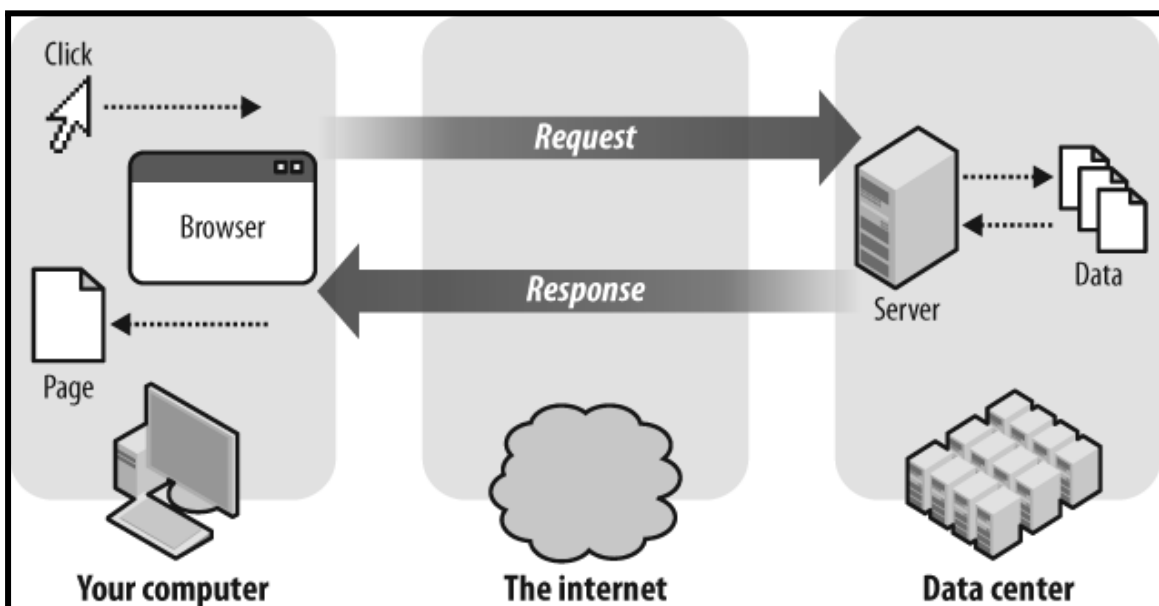 Click
Request
Browser
Response
Server
Data
Page
Your computer
The internet
Data center